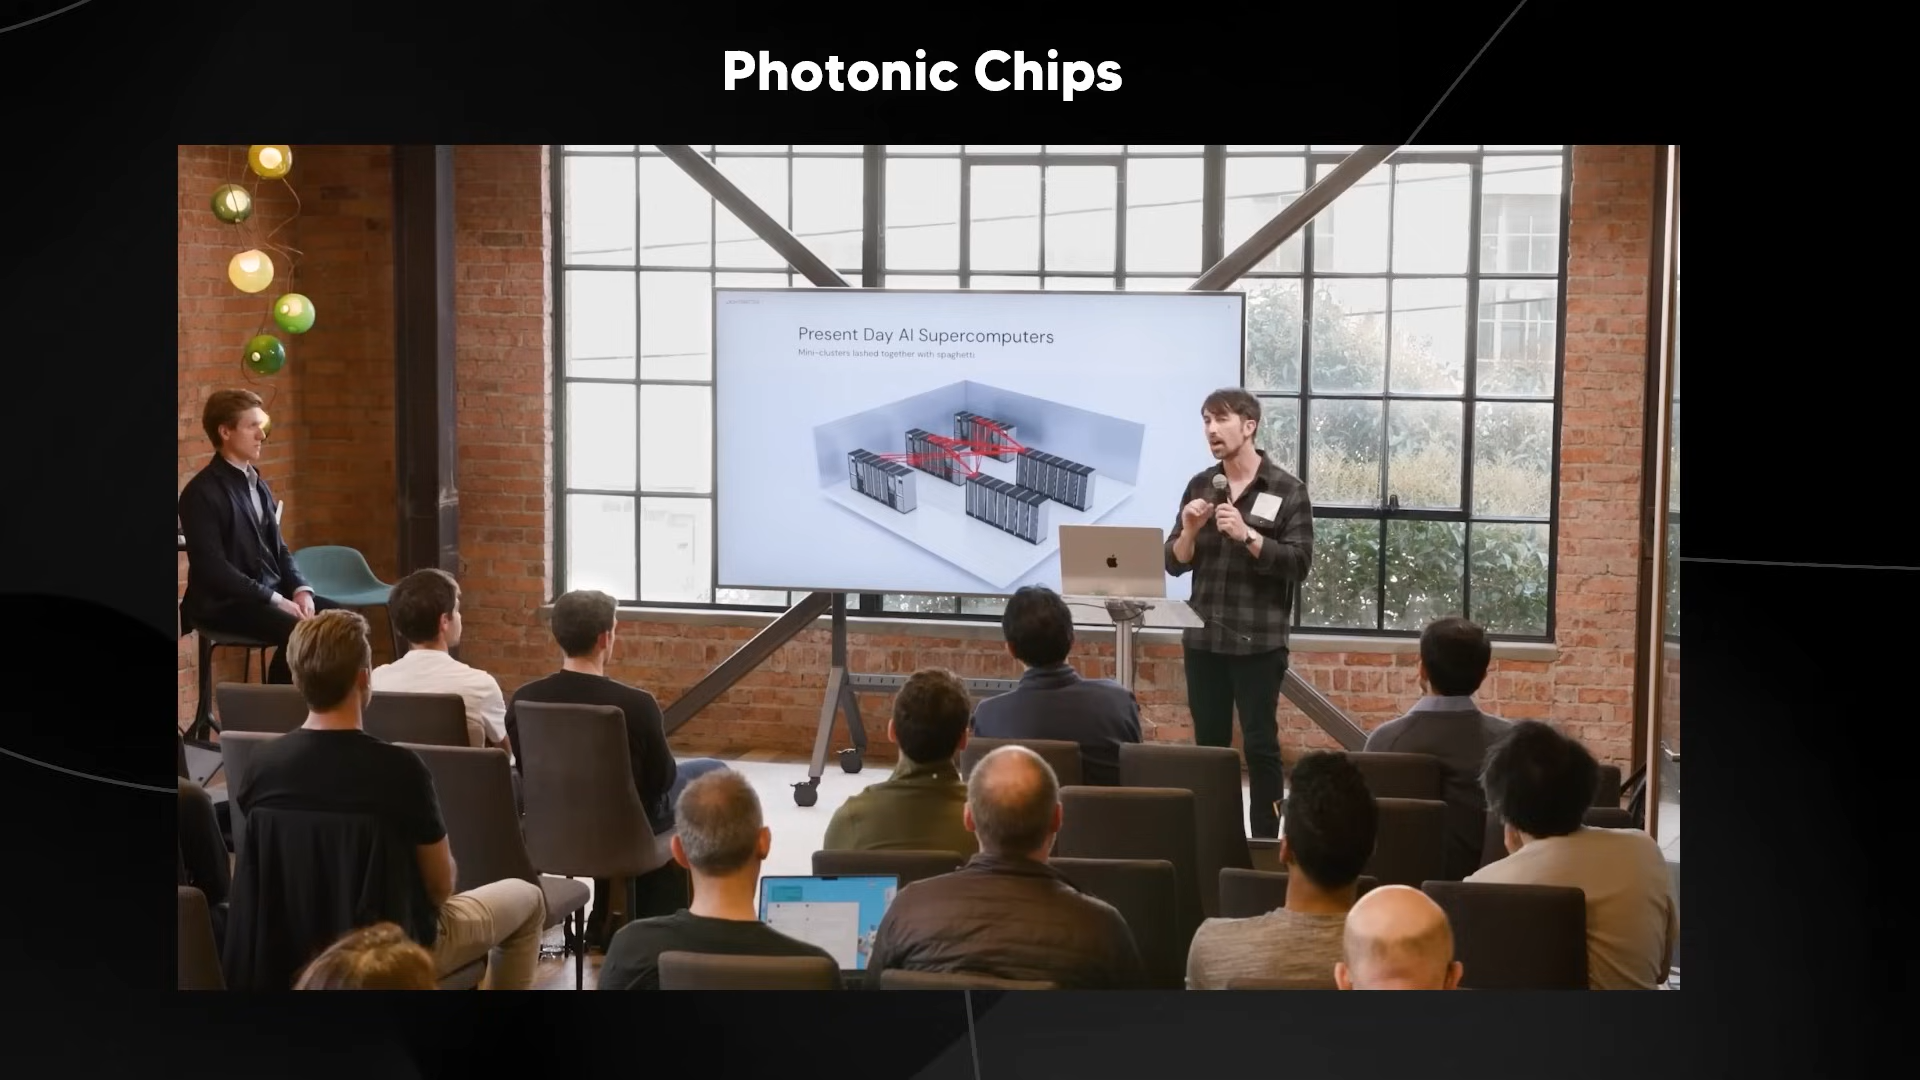 Photonic Chips
Present Day AI Supercomputers
Mini-clusters lashed together with spaghetti